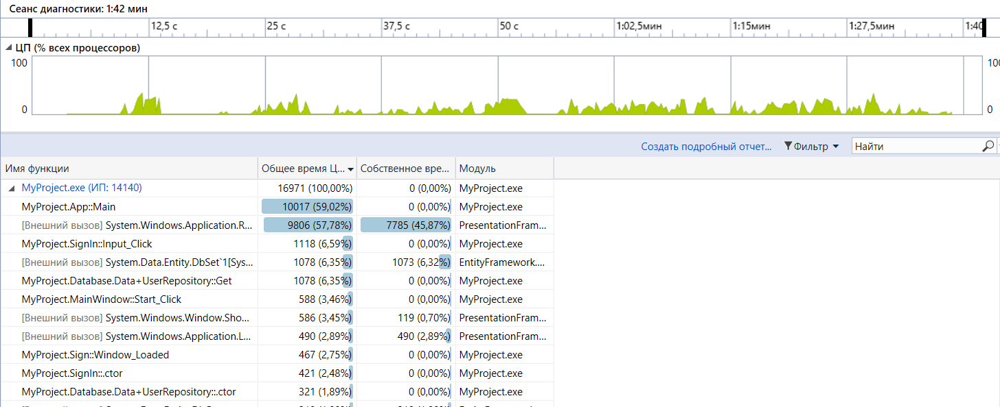 Сеанс диагностики: 1:42 мин
12,5 с 25 с 37,5 с 50 с 1:02,5мин 1:15мин 1:27,5мин 1:40
ЦП (% всех процессоров)
100 100
0 0
Создать подробный отчет... Фильтр Найти
Имя функции Общее время Ц... Собственное вре... Модуль
MyProject.exe (ИП: 14140) 16971 (100,00%) 0 (0,00%) MyProject.exe
MyProject.App::Main 10017 (59,02%) 0 (0,00%) MyProject.exe
[Внешний вызов] System.Windows.Application.R... 9806 (57,78%) 7785 (45,87%) PresentationFram...
MyProject.SignIn::Input_Click 1118 (6,59%) 0 (0,00%) MyProject.exe
[Внешний вызов] System.Data.Entity.DbSet`1[Sys... 1078 (6,35%) 1073 (6,32%) EntityFramework....
MyProject.Database.Data+UserRepository::Get 1078 (6,35%) 0 (0,00%) MyProject.exe
MyProject.MainWindow::Start_Click 588 (3,46%) 0 (0,00%) MyProject.exe
[Внешний вызов] System.Windows.Window.Sho... 586 (3,45%) 119 (0,70%) PresentationFram...
[Внешний вызов] System.Windows.Application.L... 490 (2,89%) 490 (2,89%) PresentationFram...
MyProject.Sign::Window_Loaded 467 (2,75%) 0 (0,00%) MyProject.exe
MyProject.SignIn::.ctor 421 (2,48%) 0 (0,00%) MyProject.exe
MyProject.Database.Data+UserRepository::.ctor 321 (1,89%) 0 (0,00%) MyProject.exe